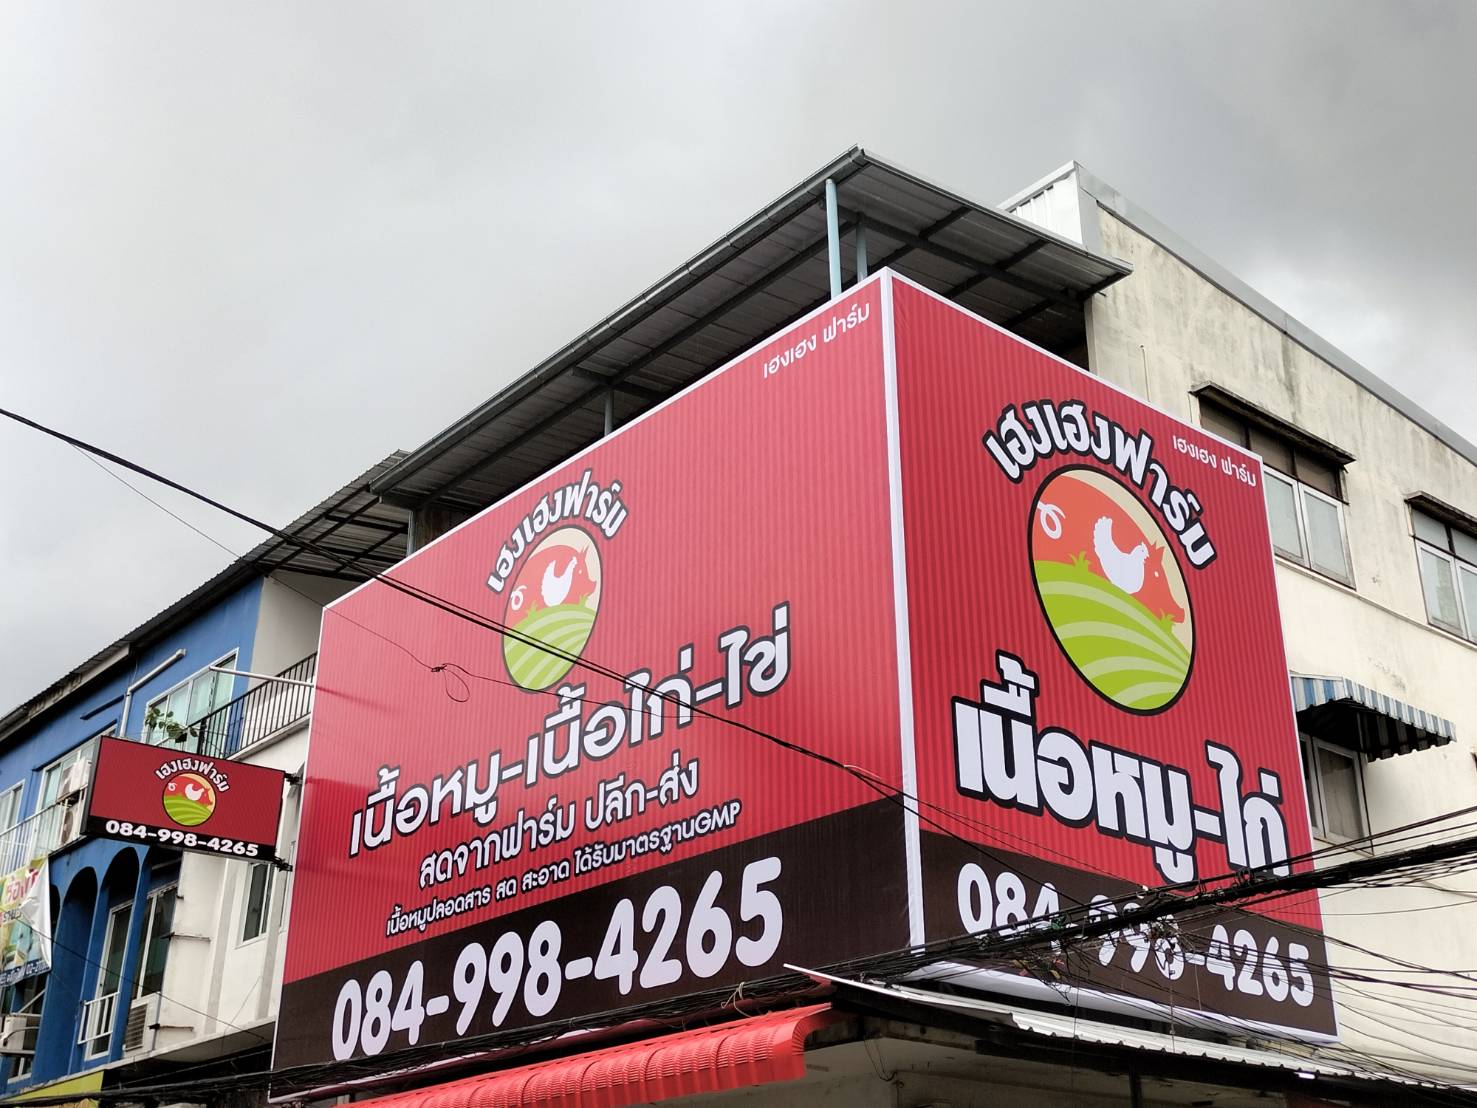 เฮงเฮง ฟาร์ม
เฮงเฮงฟาร์ม
เนื้อหมู-เนื้อไก่-ไข่
สดจากฟาร์ม ปลีก-ส่ง
เนื้อหมูปลอดสาร สด สะอาด ได้รับมาตรฐานGMP
084-998-4265
เฮงเฮง ฟาร์ม
เฮงเฮงฟาร์ม
เนื้อหมู-ไก่
084-998-4265
เฮงเฮงฟาร์ม
084-998-4265